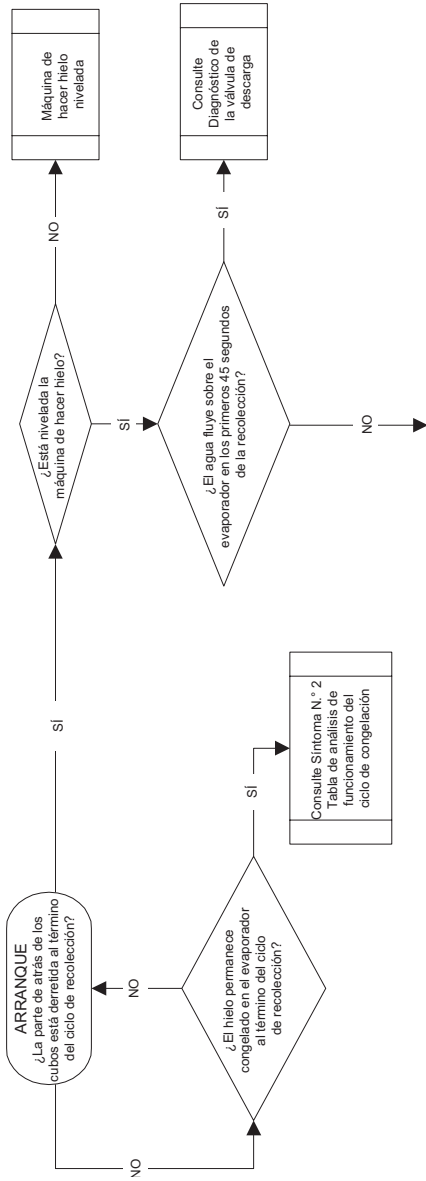 ARRANQUE
¿La parte de atrás de los
cubos está derretida al término
del ciclo de recolección?
SÍ
NO
¿Está nivelada la
máquina de hacer hielo?
NO
Máquina de
hacer hielo
nivelada
SÍ
¿El hielo permanece
congelado en el evaporador
al término del ciclo
de recolección?
NO
SÍ
Consulte Síntoma N.° 2
Tabla de análisis de
funcionamiento del
ciclo de congelación
¿El agua fluye sobre el
evaporador en los primeros 45 segundos
de la recolección?
SÍ
Consulte
Diagnóstico de
la válvula de
descarga
NO